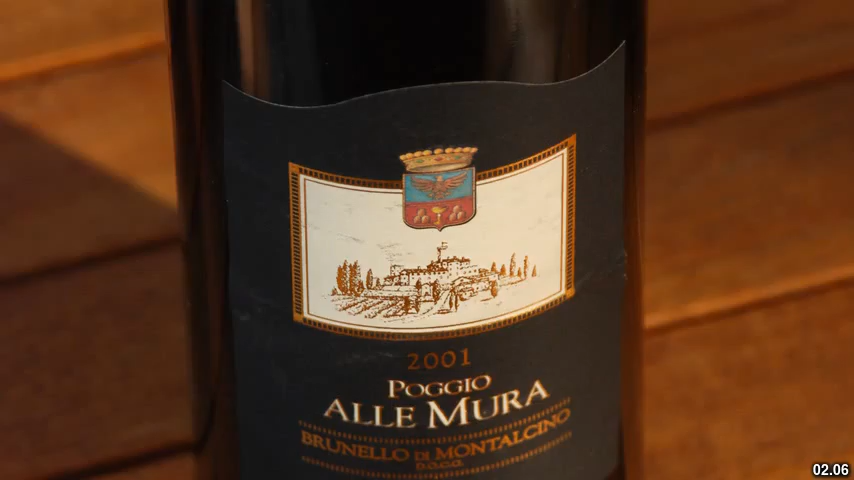 2001
POGGIO
ALLE MURA
BRUNELLO DI MONTALCINO
D.O.C.G.
02.06